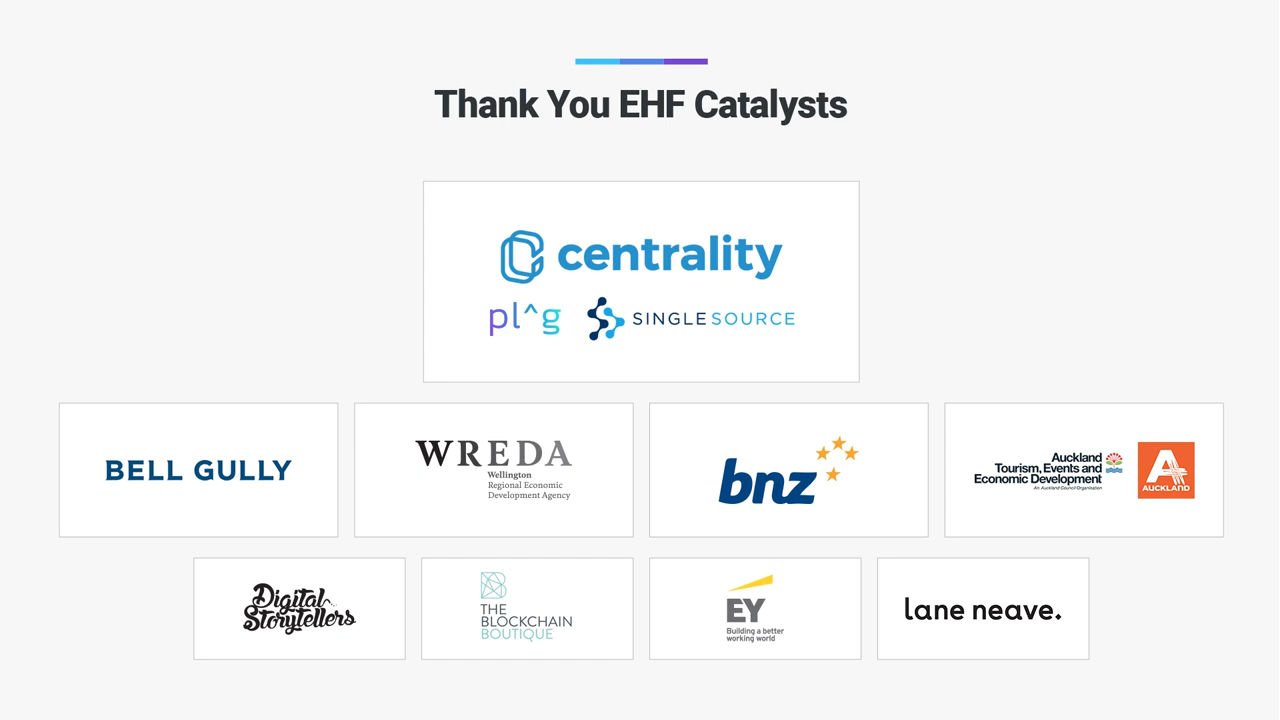 Thank You EHF Catalysts
centrality
pl^g
SINGLESOURCE
BELL GULLY
WREDA
Wellington
Regional Economic
Development Agency
bnz
Auckland
Tourism, Events and
Economic Development
An Auckland Council Organisation
AUCKLAND
Digital
Storytellers
THE
BLOCKCHAIN
BOUTIQUE
EY
Building a better
working world
lane neave.